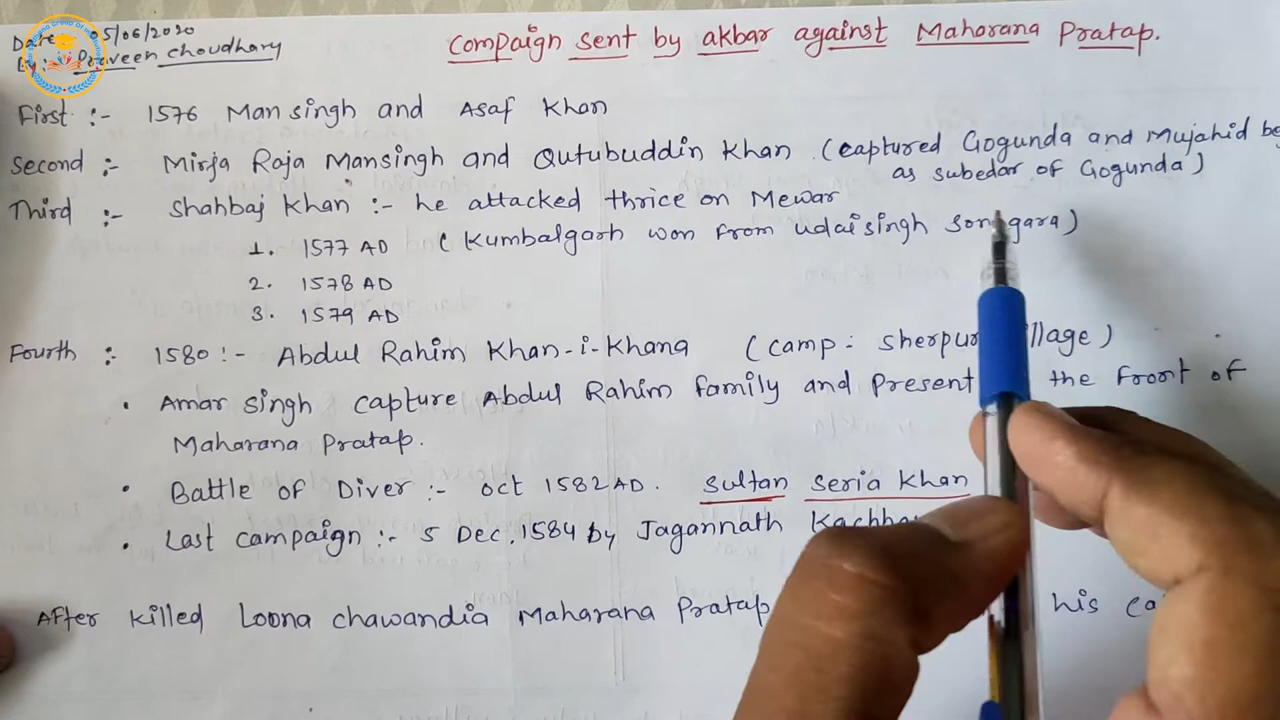 Date 05/06/2020
By: Praveen Choudhary
Compaign sent by akbar against Maharana Pratap.
First :- 1576 Man singh and Asaf Khan
Second :- Mirja Raja Mansingh and Qutubuddin Khan (captured Gogunda and Mujahid beg
as subedar of Gogunda)
Third :- Shahbaj Khan :- he attacked thrice on Mewar
1. 1577 AD (Kumbalgarh won from udaisingh Sonigara)
2. 1578 AD
3. 1579 AD
Fourth :- 1580 :- Abdul Rahim Khan-i-Khana (camp : sherpur village)
• Amar singh capture Abdul Rahim family and present the front of
Maharana Pratap.
• Battle of Diver :- Oct 1582 AD. Sultan Seria Khan
• Last campaign :- 5 Dec. 1584 by Jagannath
After killed Loona chawandia Maharana Pratap his